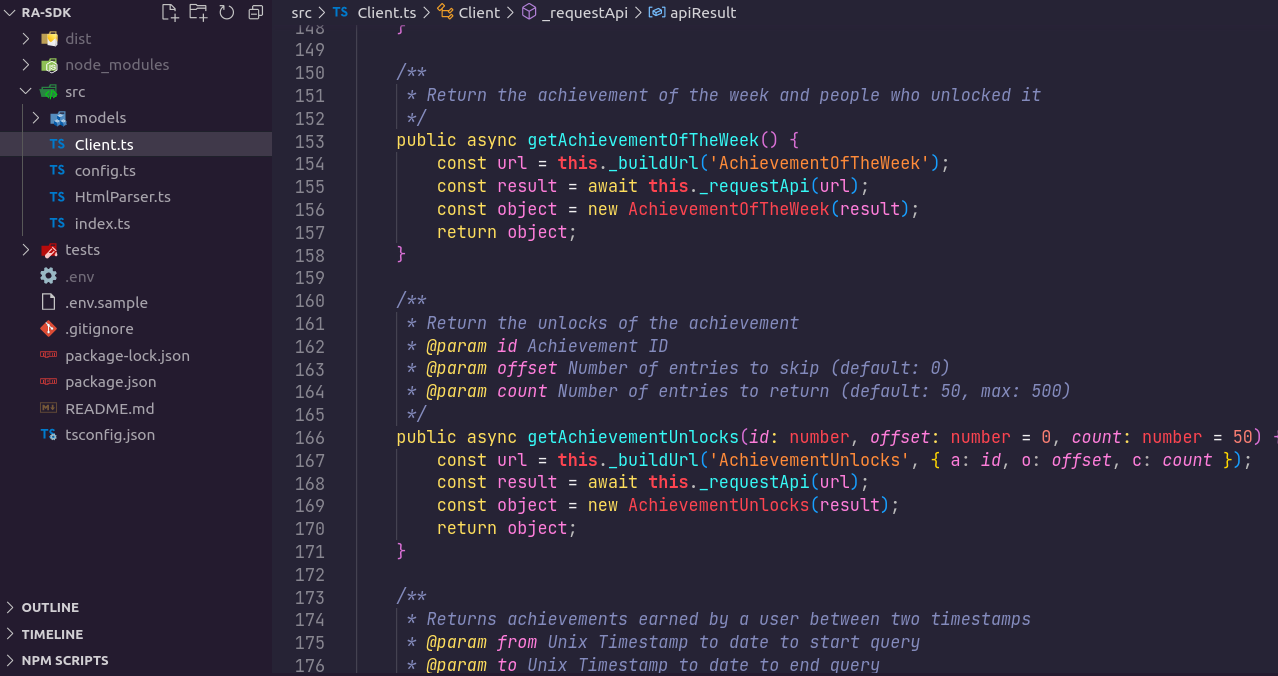 RA-SDK
dist
node_modules
src
models
TS Client.ts
TS config.ts
TS HtmlParser.ts
TS index.ts
tests
.env
.env.sample
.gitignore
package-lock.json
package.json
README.md
tsconfig.json
OUTLINE
TIMELINE
NPM SCRIPTS
src > TS Client.ts > Client > _requestApi > apiResult
148 }
149
150 /**
151 * Return the achievement of the week and people who unlocked it
152 */
153 public async getAchievementOfTheWeek() {
154 const url = this._buildUrl('AchievementOfTheWeek');
155 const result = await this._requestApi(url);
156 const object = new AchievementOfTheWeek(result);
157 return object;
158 }
159
160 /**
161 * Return the unlocks of the achievement
162 * @param id Achievement ID
163 * @param offset Number of entries to skip (default: 0)
164 * @param count Number of entries to return (default: 50, max: 500)
165 */
166 public async getAchievementUnlocks(id: number, offset: number = 0, count: number = 50) {
167 const url = this._buildUrl('AchievementUnlocks', { a: id, o: offset, c: count });
168 const result = await this._requestApi(url);
169 const object = new AchievementUnlocks(result);
170 return object;
171 }
172
173 /**
174 * Returns achievements earned by a user between two timestamps
175 * @param from Unix Timestamp to date to start query
176 * @param to Unix Timestamp to date to end query